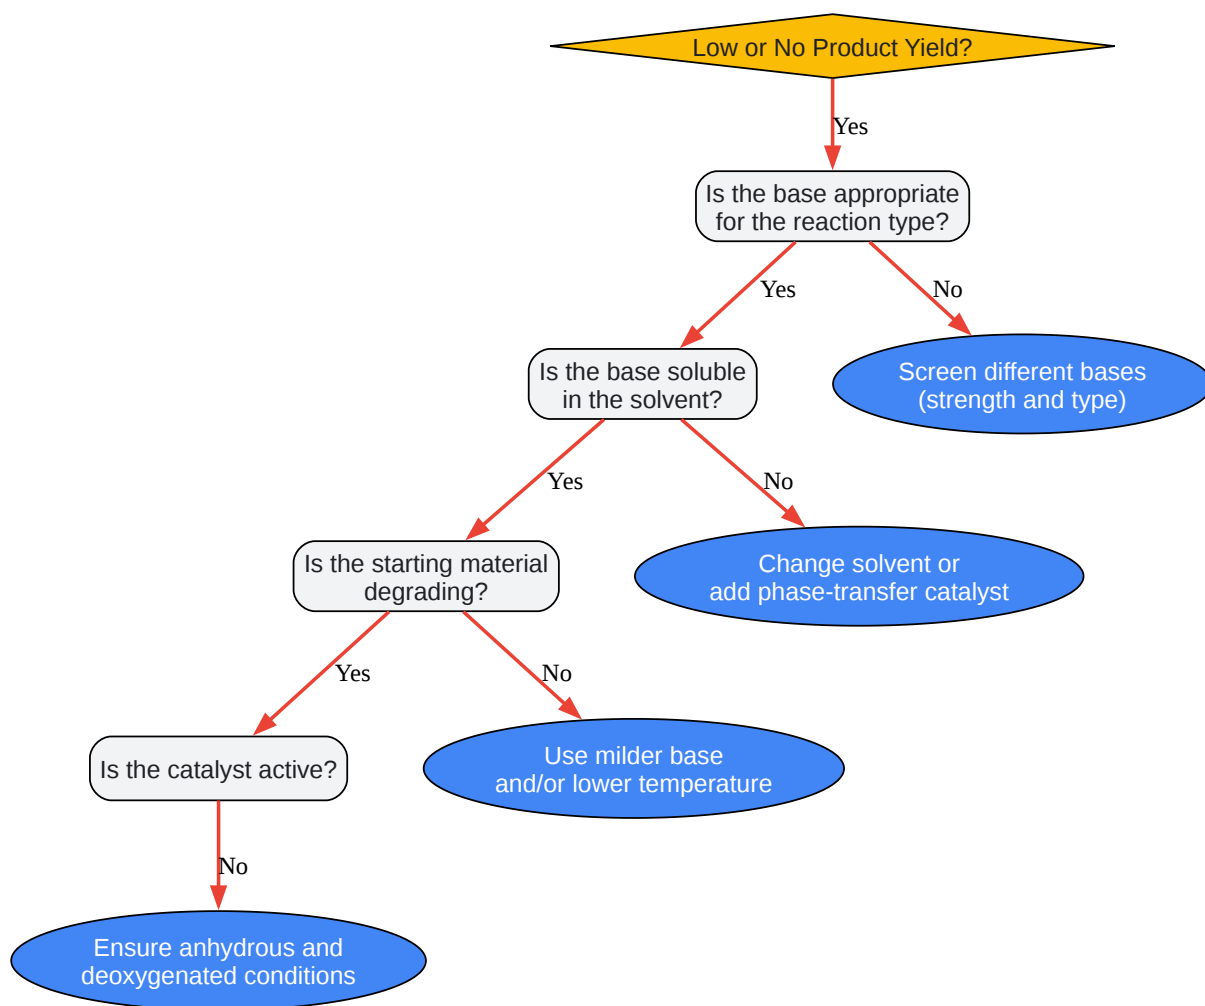 Low or No Product Yield?
Yes
Is the base appropriate
for the reaction type?
Yes
No
Is the base soluble
in the solvent?
Screen different bases
(strength and type)
Yes
No
Is the starting material
degrading?
Change solvent or
add phase-transfer catalyst
Yes
No
Is the catalyst active?
Use milder base
and/or lower temperature
No
Ensure anhydrous and
deoxygenated conditions